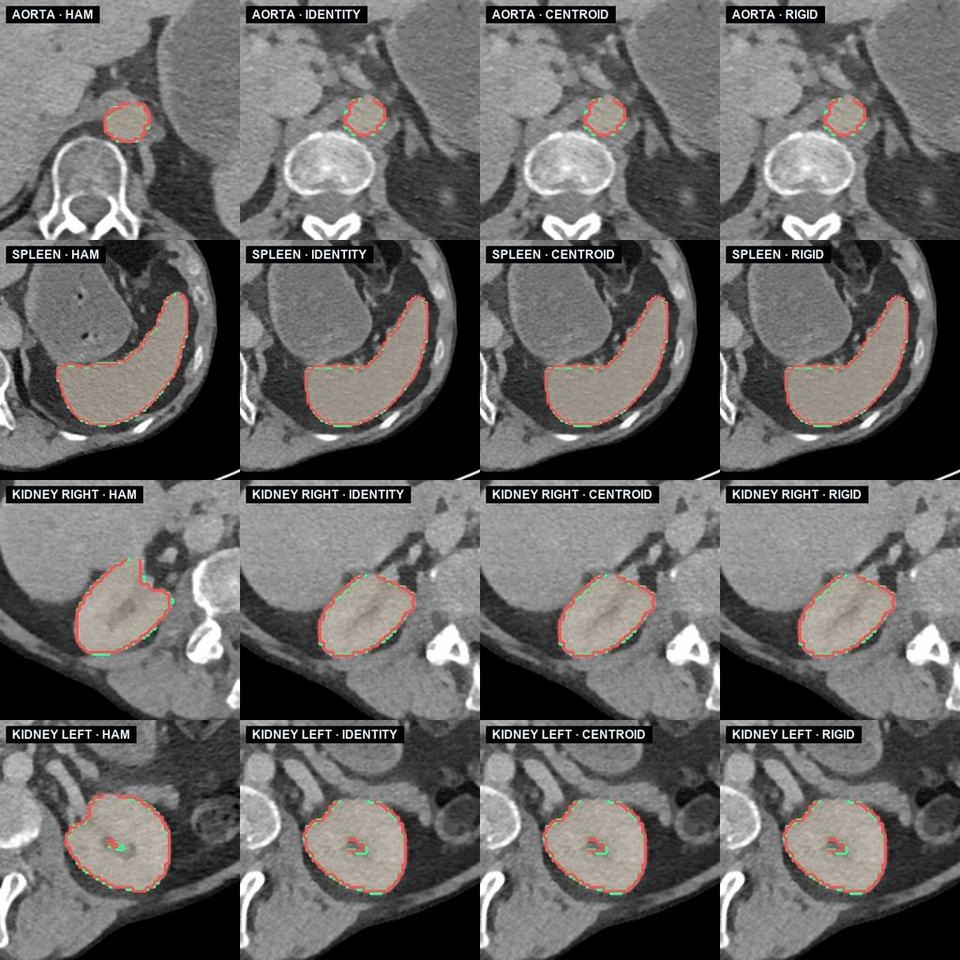 AORTA · HAM
AORTA · IDENTITY
AORTA · CENTROID
AORTA · RIGID
SPLEEN · HAM
SPLEEN · IDENTITY
SPLEEN · CENTROID
SPLEEN · RIGID
KIDNEY RIGHT · HAM
KIDNEY RIGHT · IDENTITY
KIDNEY RIGHT · CENTROID
KIDNEY RIGHT · RIGID
KIDNEY LEFT · HAM
KIDNEY LEFT · IDENTITY
KIDNEY LEFT · CENTROID
KIDNEY LEFT · RIGID